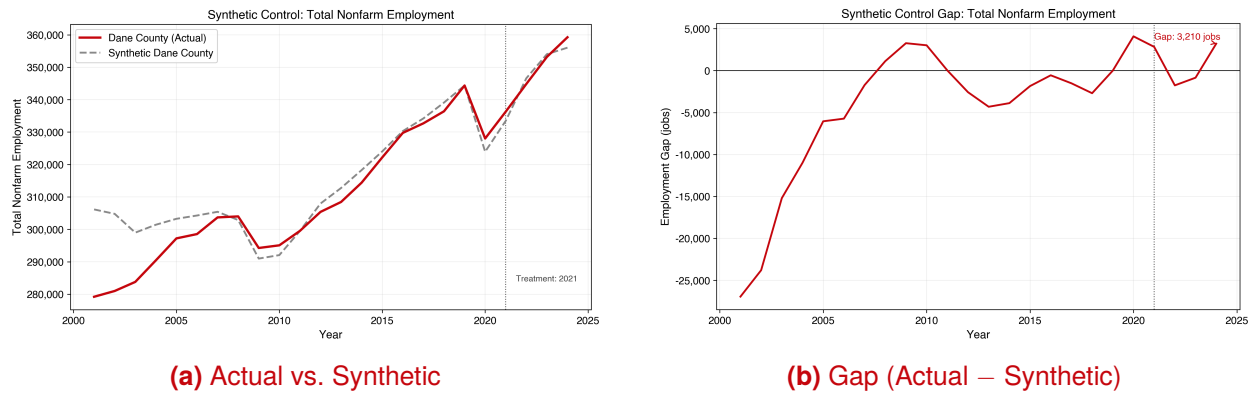 Synthetic Control: Total Nonfarm Employment
Dane County (Actual)
Synthetic Dane County
Total Nonfarm Employment
360,000
350,000
340,000
330,000
320,000
310,000
300,000
290,000
280,000
Treatment: 2021
2000
2005
2010
2015
2020
2025
Year
(a) Actual vs. Synthetic
Synthetic Control Gap: Total Nonfarm Employment
Gap: 3,210 jobs
Employment Gap (jobs)
5,000
0
-5,000
-10,000
-15,000
-20,000
-25,000
2000
2005
2010
2015
2020
2025
Year
(b) Gap (Actual − Synthetic)